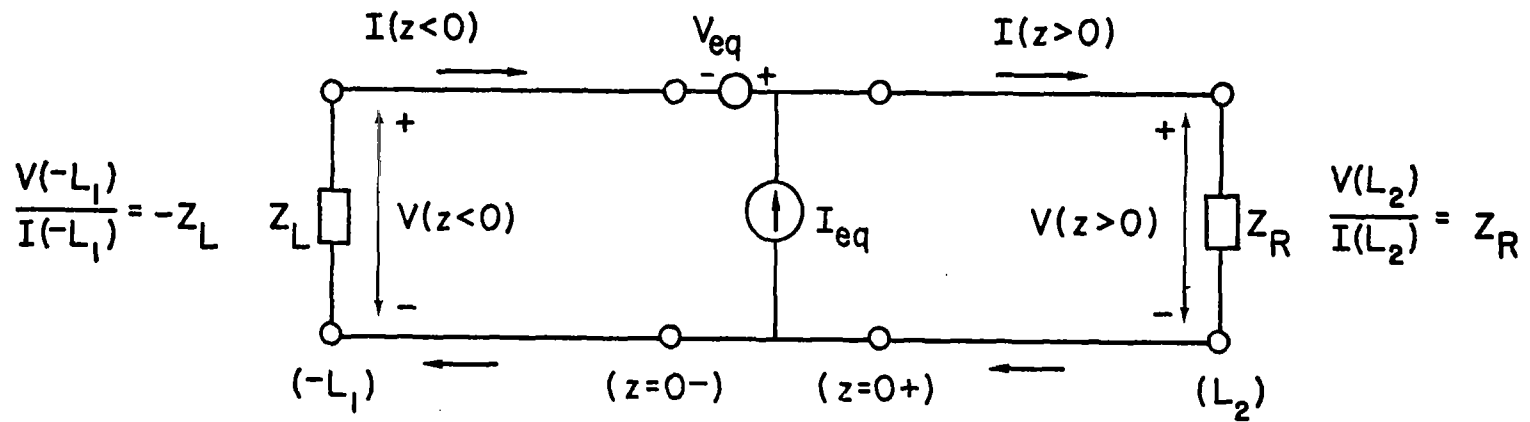 I(z<0)
V_eq
I(z>0)
- +
+
+
V(-L_1) / I(-L_1) = -Z_L
Z_L
V(z<0)
I_eq
V(z>0)
Z_R
V(L_2) / I(L_2) = Z_R
-
-
(-L_1)
(z=0-)
(z=0+)
(L_2)